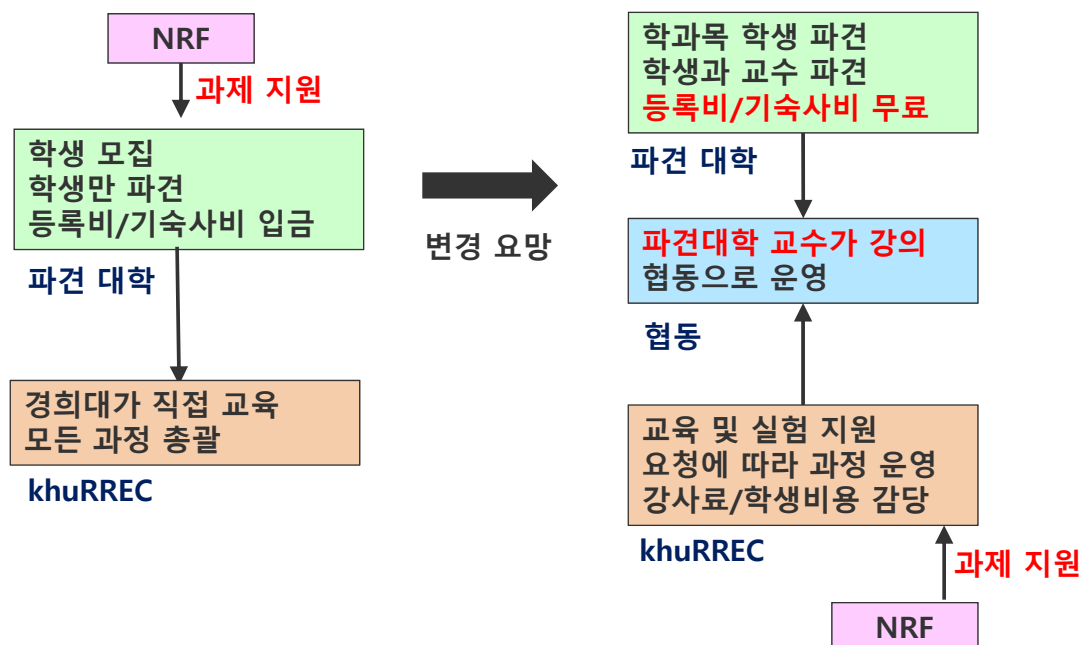 NRF
과제 지원
학생 모집
학생만 파견
등록비/기숙사비 입금
파견 대학
경희대가 직접 교육
모든 과정 총괄
khuRREC
변경 요망
학과목 학생 파견
학생과 교수 파견
등록비/기숙사비 무료
파견 대학
파견대학 교수가 강의
협동으로 운영
협동
교육 및 실험 지원
요청에 따라 과정 운영
강사료/학생비용 감당
khuRREC
과제 지원
NRF